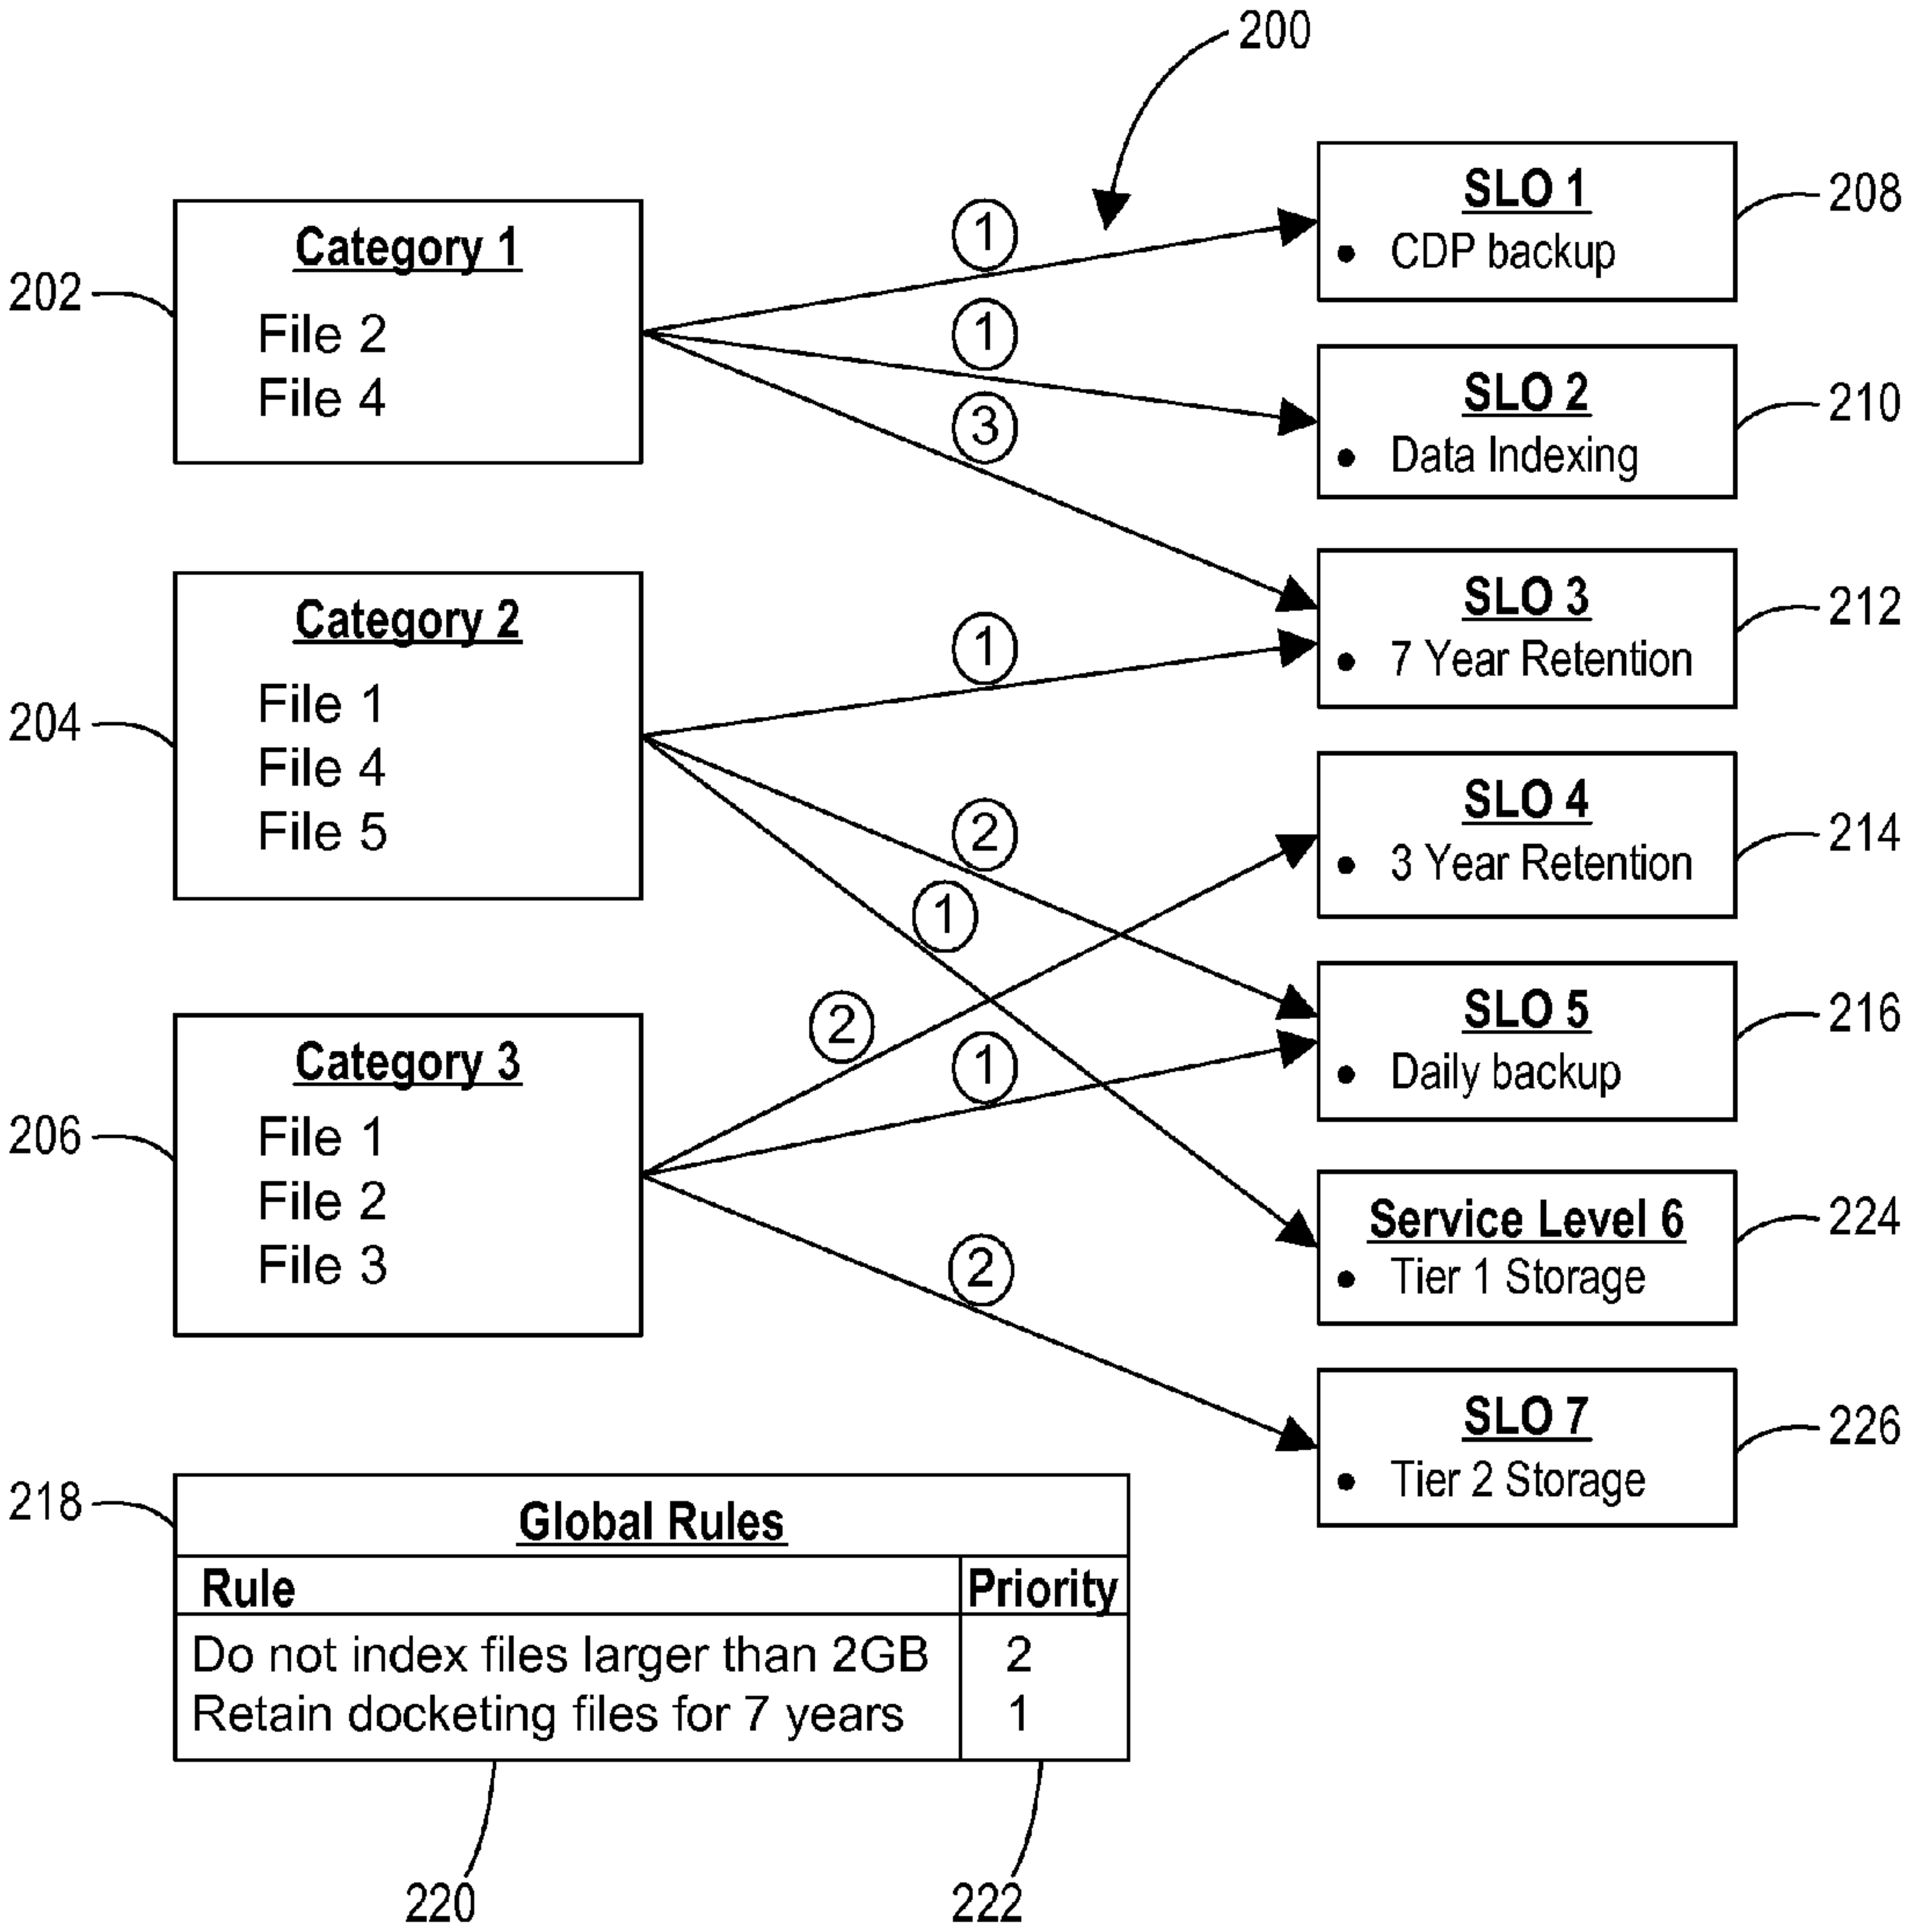 200
202
Category 1
File 2
File 4
204
Category 2
File 1
File 4
File 5
206
Category 3
File 1
File 2
File 3
1
1
3
1
2
1
2
1
2
SLO 1
• CDP backup
208
SLO 2
• Data Indexing
210
SLO 3
• 7 Year Retention
212
SLO 4
• 3 Year Retention
214
SLO 5
• Daily backup
216
Service Level 6
• Tier 1 Storage
224
SLO 7
• Tier 2 Storage
226
218
Global Rules
Rule Priority
Do not index files larger than 2GB 2
Retain docketing files for 7 years 1
220
222